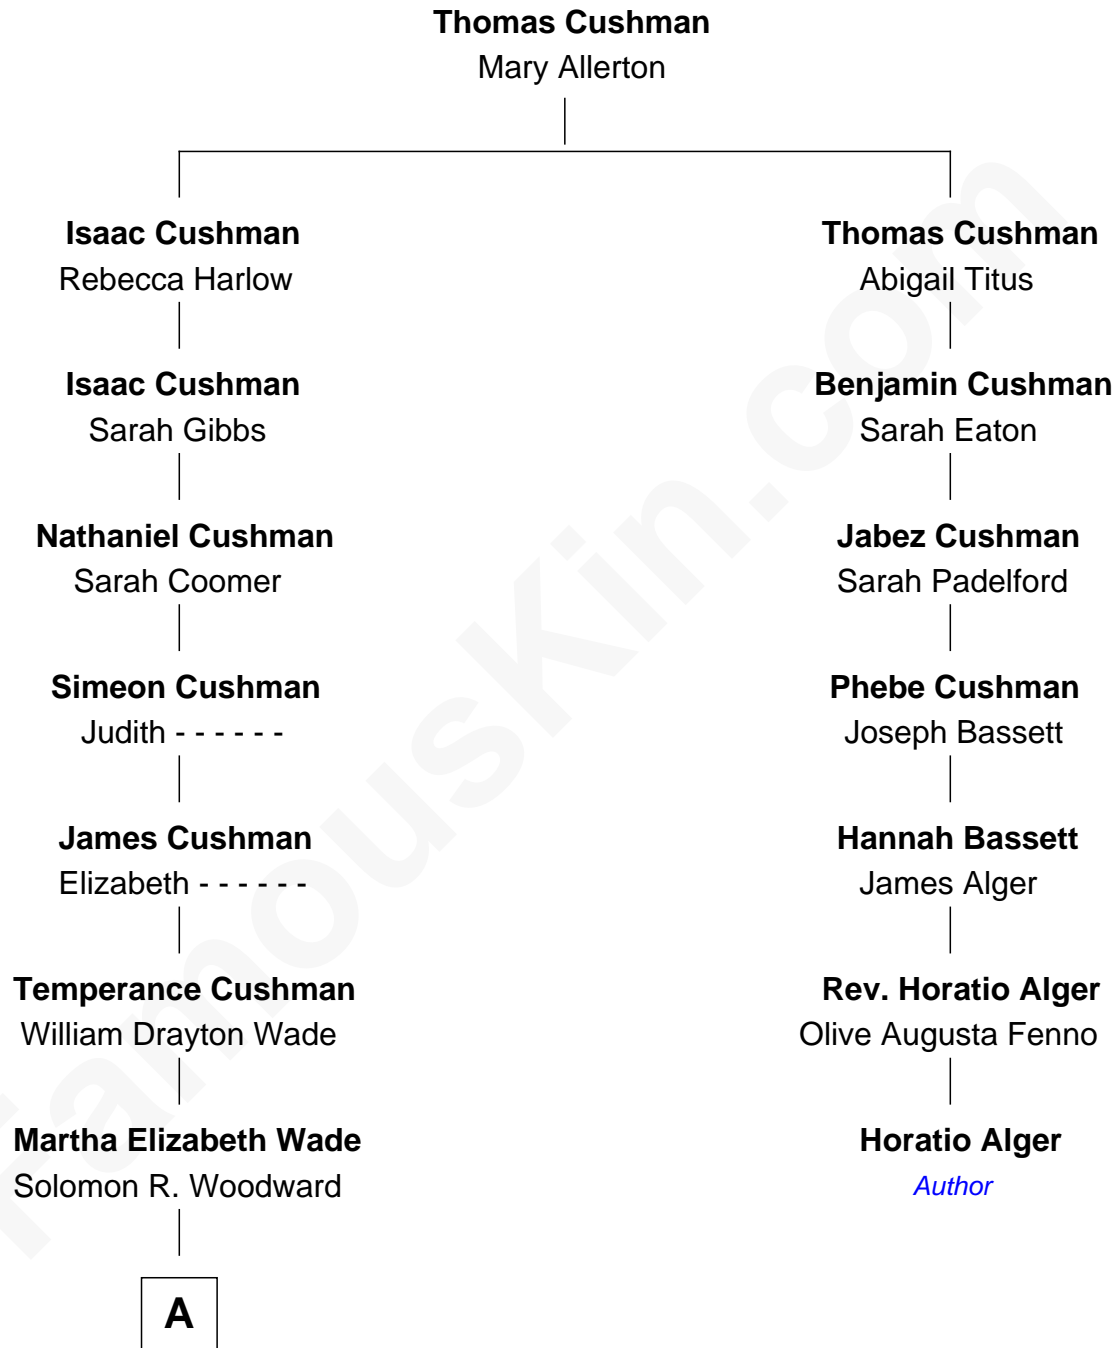 Thomas Cushman
Mary Allerton
Isaac Cushman
Rebecca Harlow
Thomas Cushman
Abigail Titus
Isaac Cushman
Sarah Gibbs
Benjamin Cushman
Sarah Eaton
Nathaniel Cushman
Sarah Coomer
Jabez Cushman
Sarah Padelford
Simeon Cushman
Judith - - - - - -
Phebe Cushman
Joseph Bassett
James Cushman
Elizabeth - - - - - -
Hannah Bassett
James Alger
Temperance Cushman
William Drayton Wade
Rev. Horatio Alger
Olive Augusta Fenno
Martha Elizabeth Wade
Solomon R. Woodward
Horatio Alger
Author
A
FamousKin.com